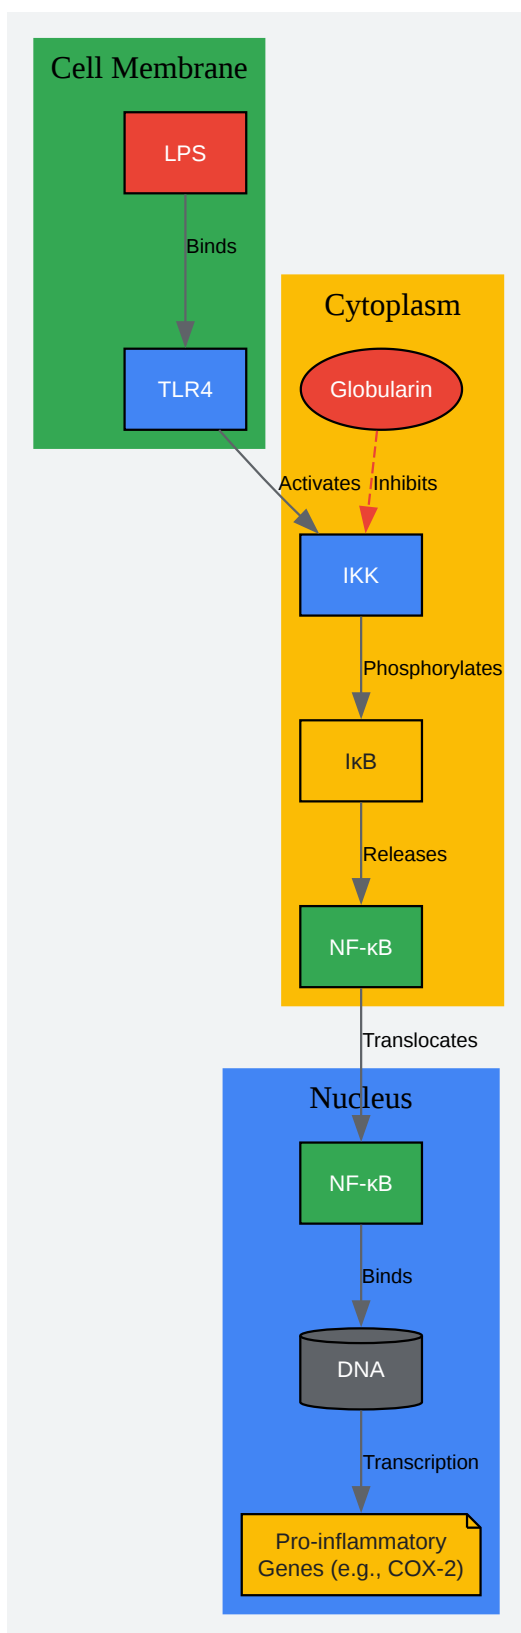 Cell Membrane
LPS
Binds
TLR4
Cytoplasm
Globularin
Activates
Inhibits
IKK
Phosphorylates
IκB
Releases
NF-κB
Translocates
Nucleus
NF-κB
Binds
DNA
Transcription
Pro-inflammatory
Genes (e.g., COX-2)